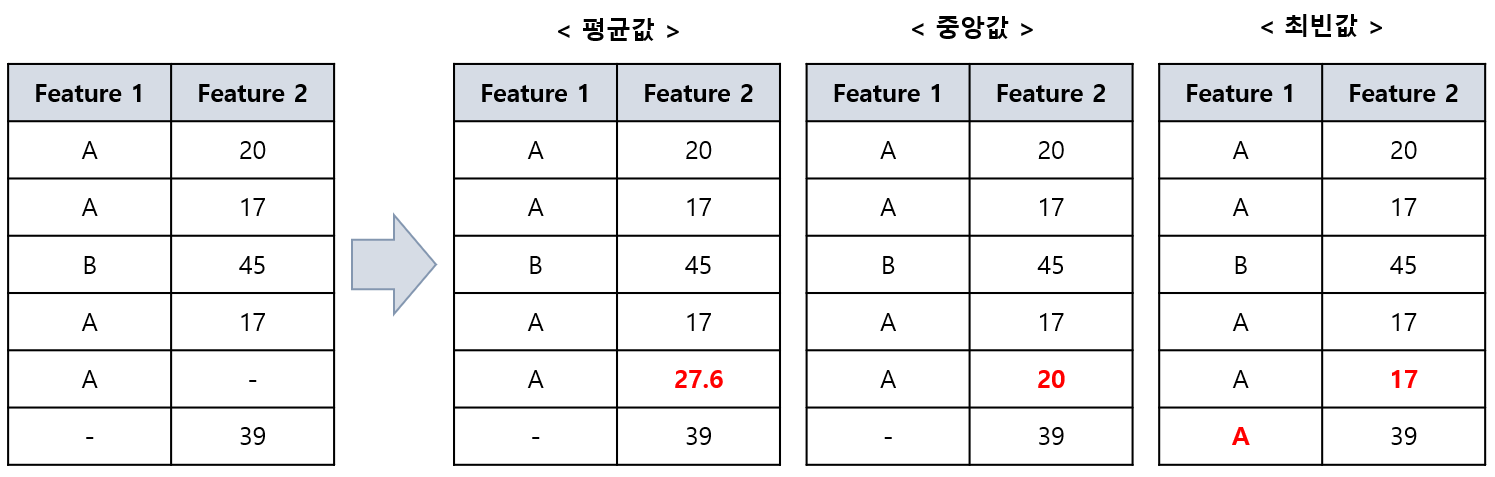 < 평균값 > < 중앙값 > < 최빈값 >
Feature 1 Feature 2 Feature 1 Feature 2 Feature 1 Feature 2 Feature 1 Feature 2
A 20 A 20 A 20 A 20
A 17 A 17 A 17 A 17
B 45 B 45 B 45 B 45
A 17 A 17 A 17 A 17
A - A 27.6 A 20 A 17
- 39 - 39 - 39 A 39